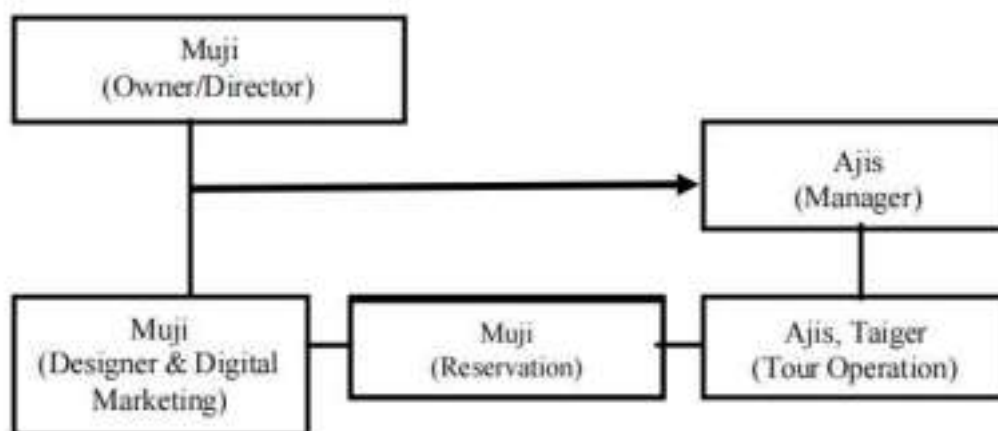 Muji
(Owner/Director)
Ajis
(Manager)
Muji
(Designer & Digital
Marketing)
Muji
(Reservation)
Ajis, Taiger
(Tour Operation)